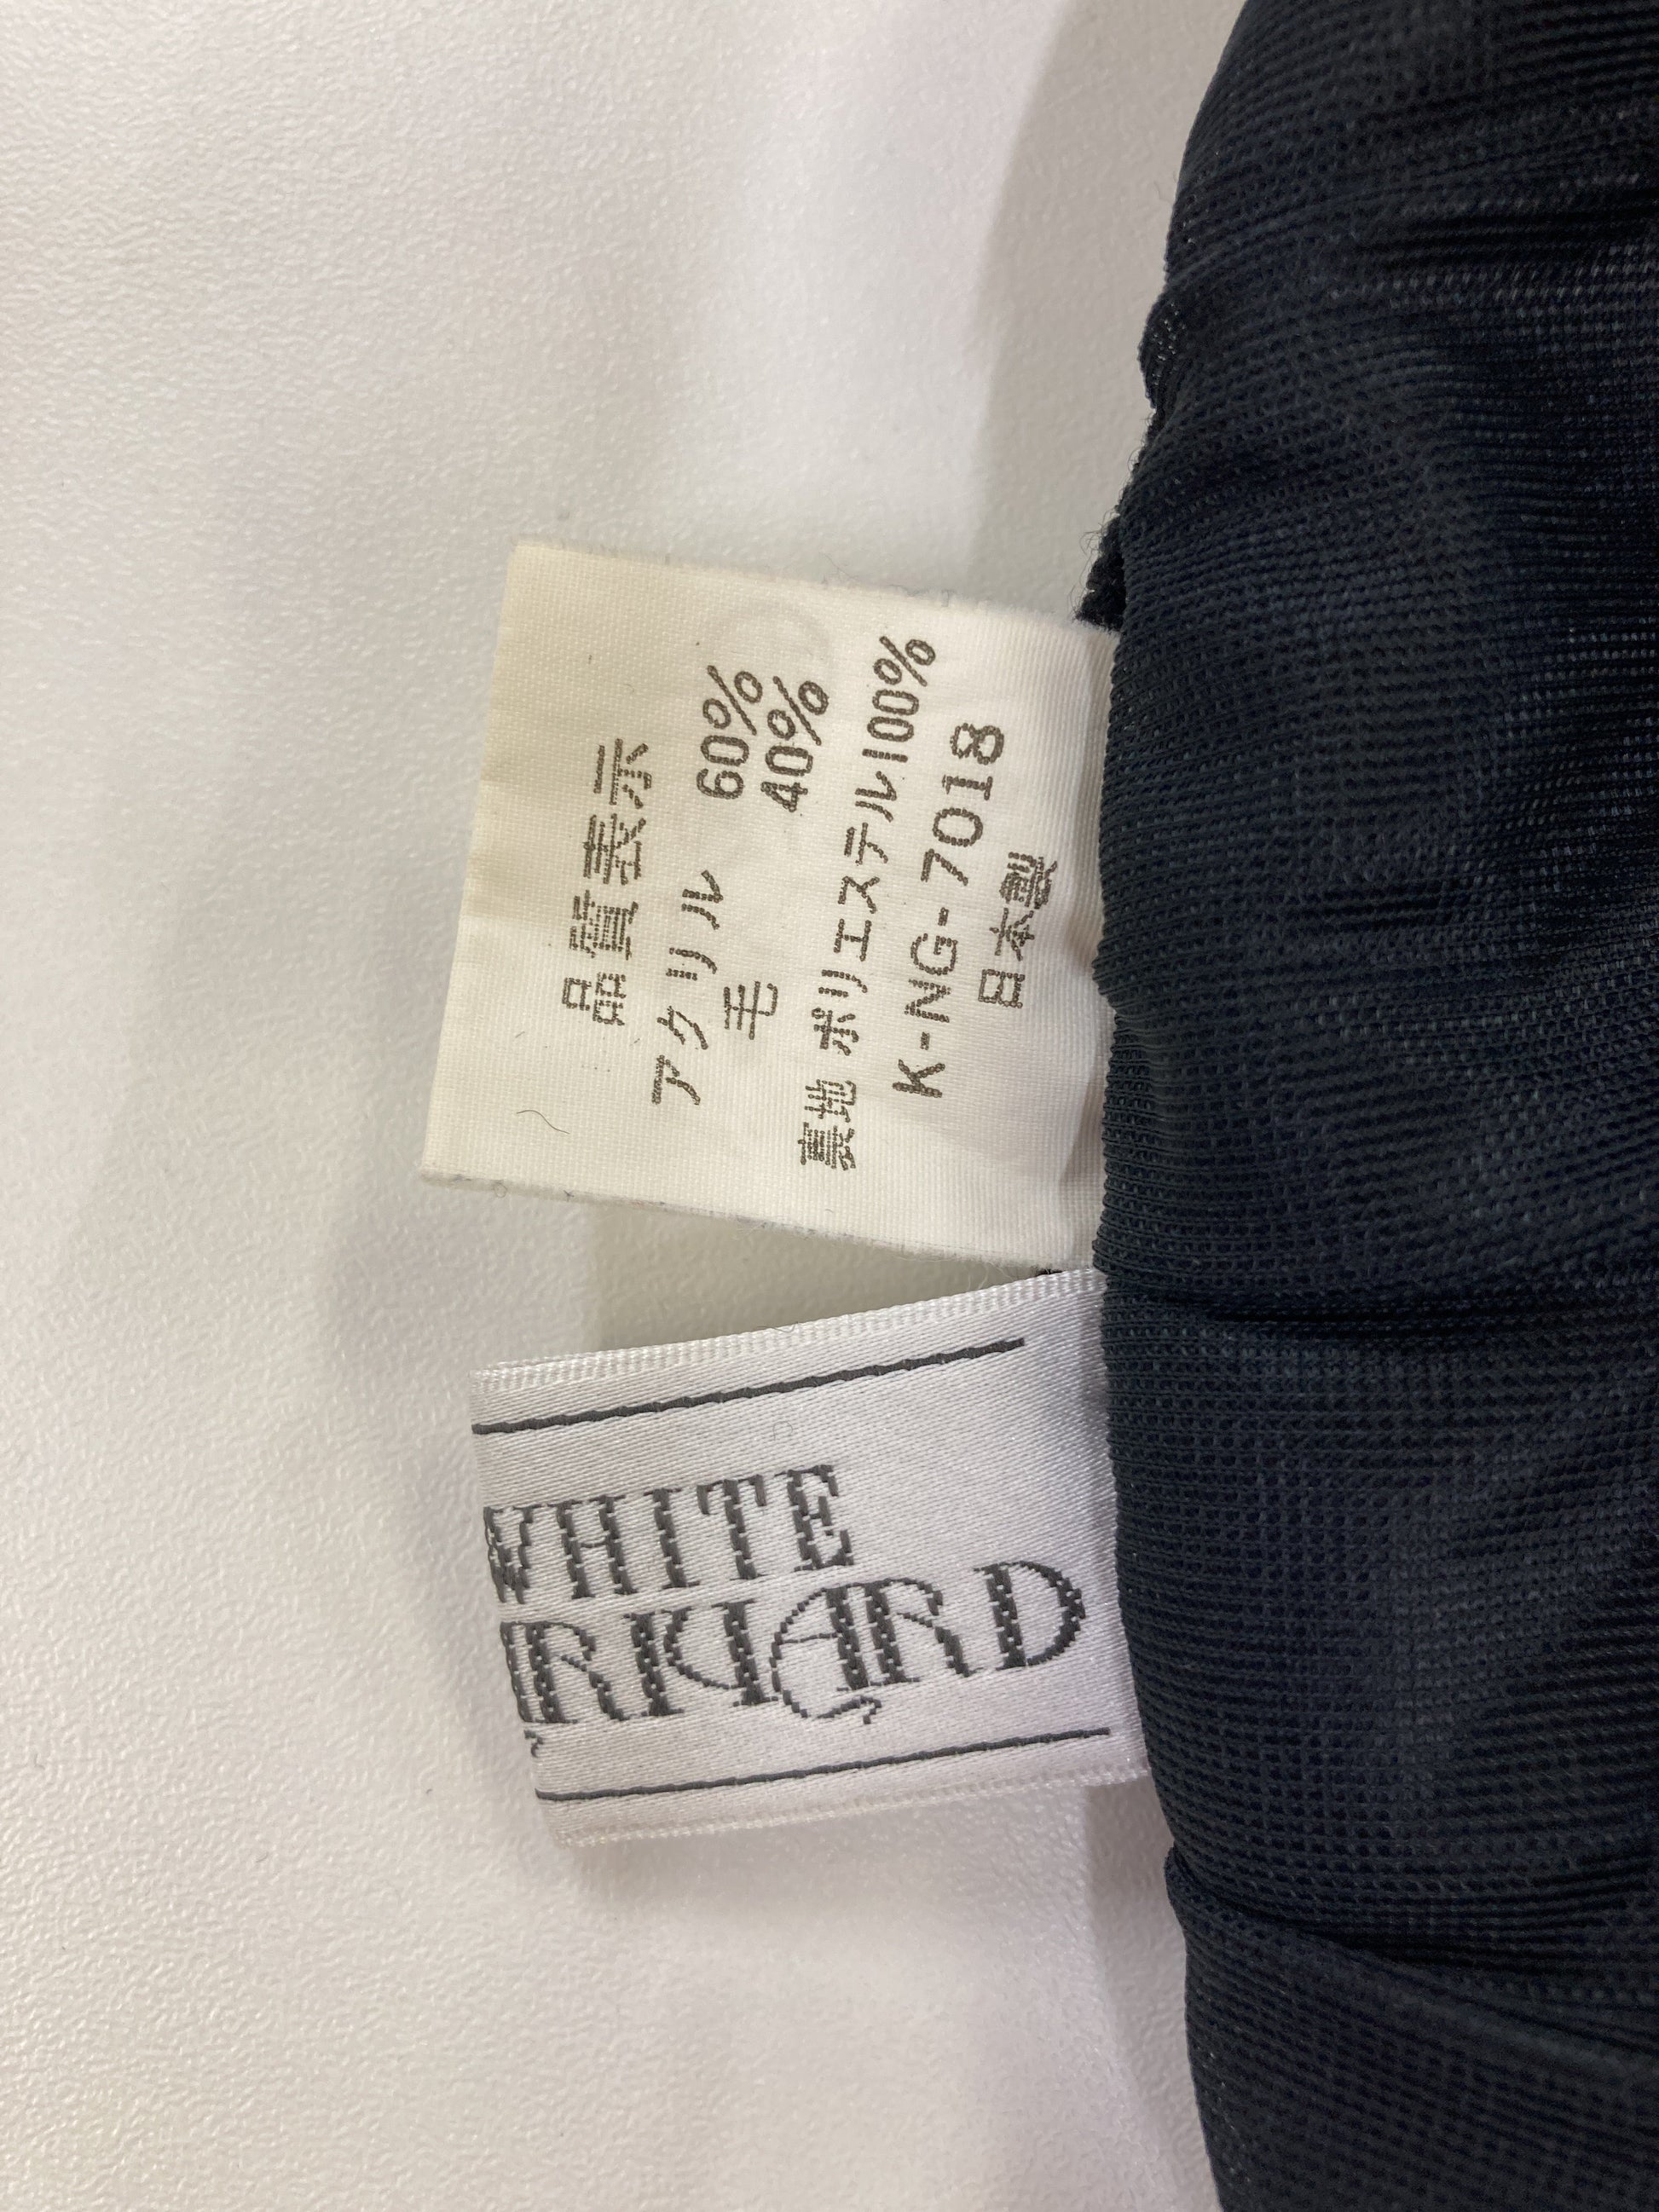 品質表示
アクリル 60%
毛 40%
裏地 ポリエステル100%
K-NG-7018
日本製
WHITE